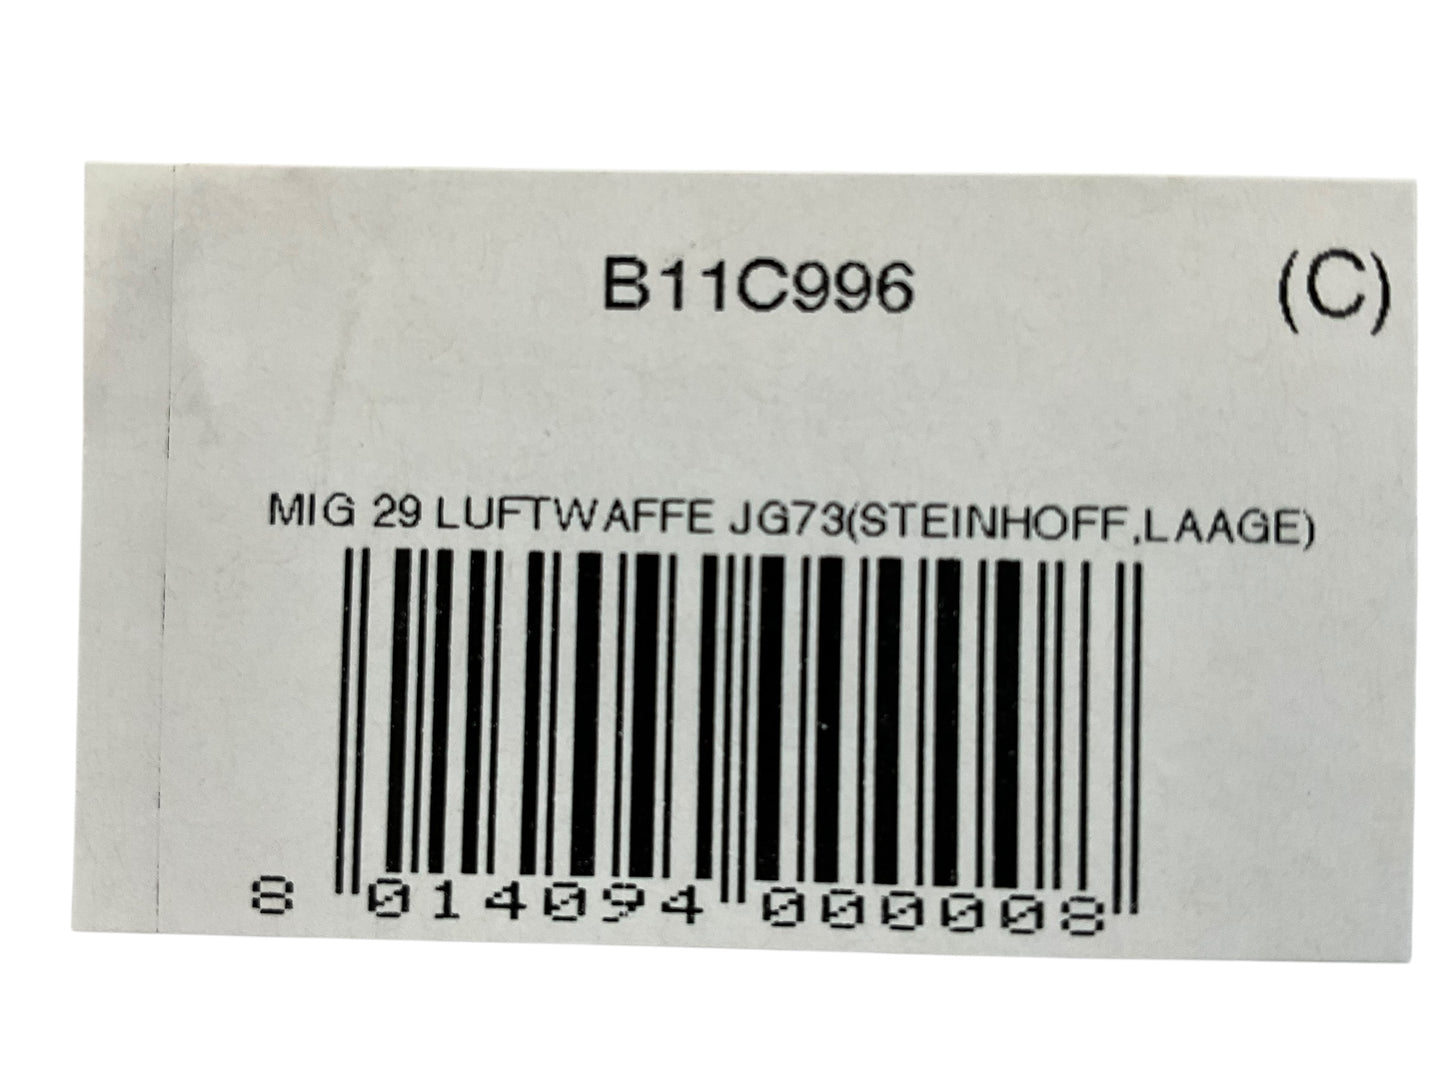 B11C996 (C)
MIG 29 LUFTWAFFE JG73(STEINHOFF,LAAGE)
8 014094 000008